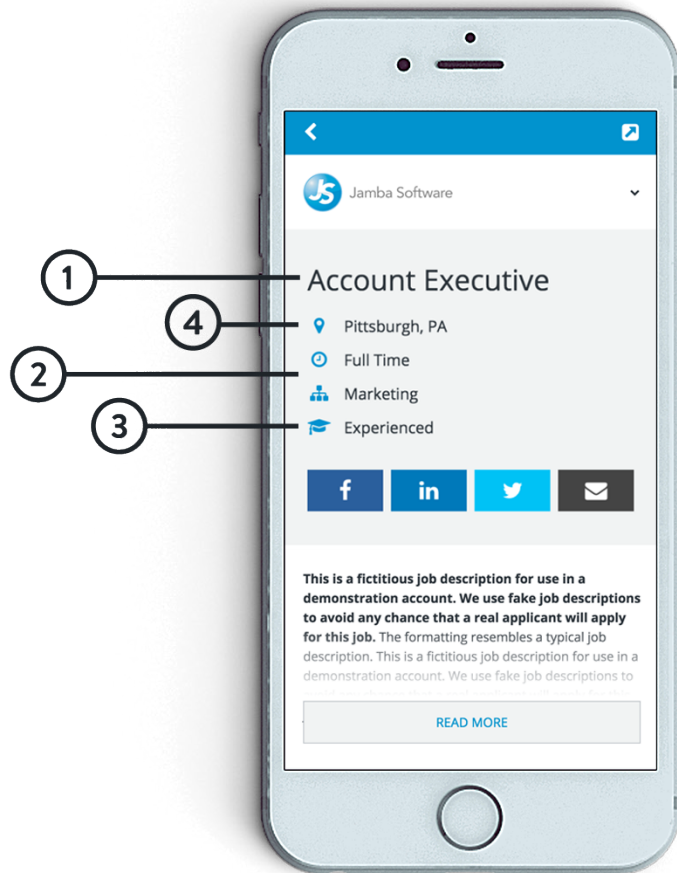 JS Jamba Software
1 Account Executive
4 Pittsburgh, PA
Full Time
2
Marketing
3 Experienced
f in
This is a fictitious job description for use in a
demonstration account. We use fake job descriptions
to avoid any chance that a real applicant will apply
for this job. The formatting resembles a typical job
description. This is a fictitious job description for use in a
demonstration account. We use fake job descriptions to
READ MORE